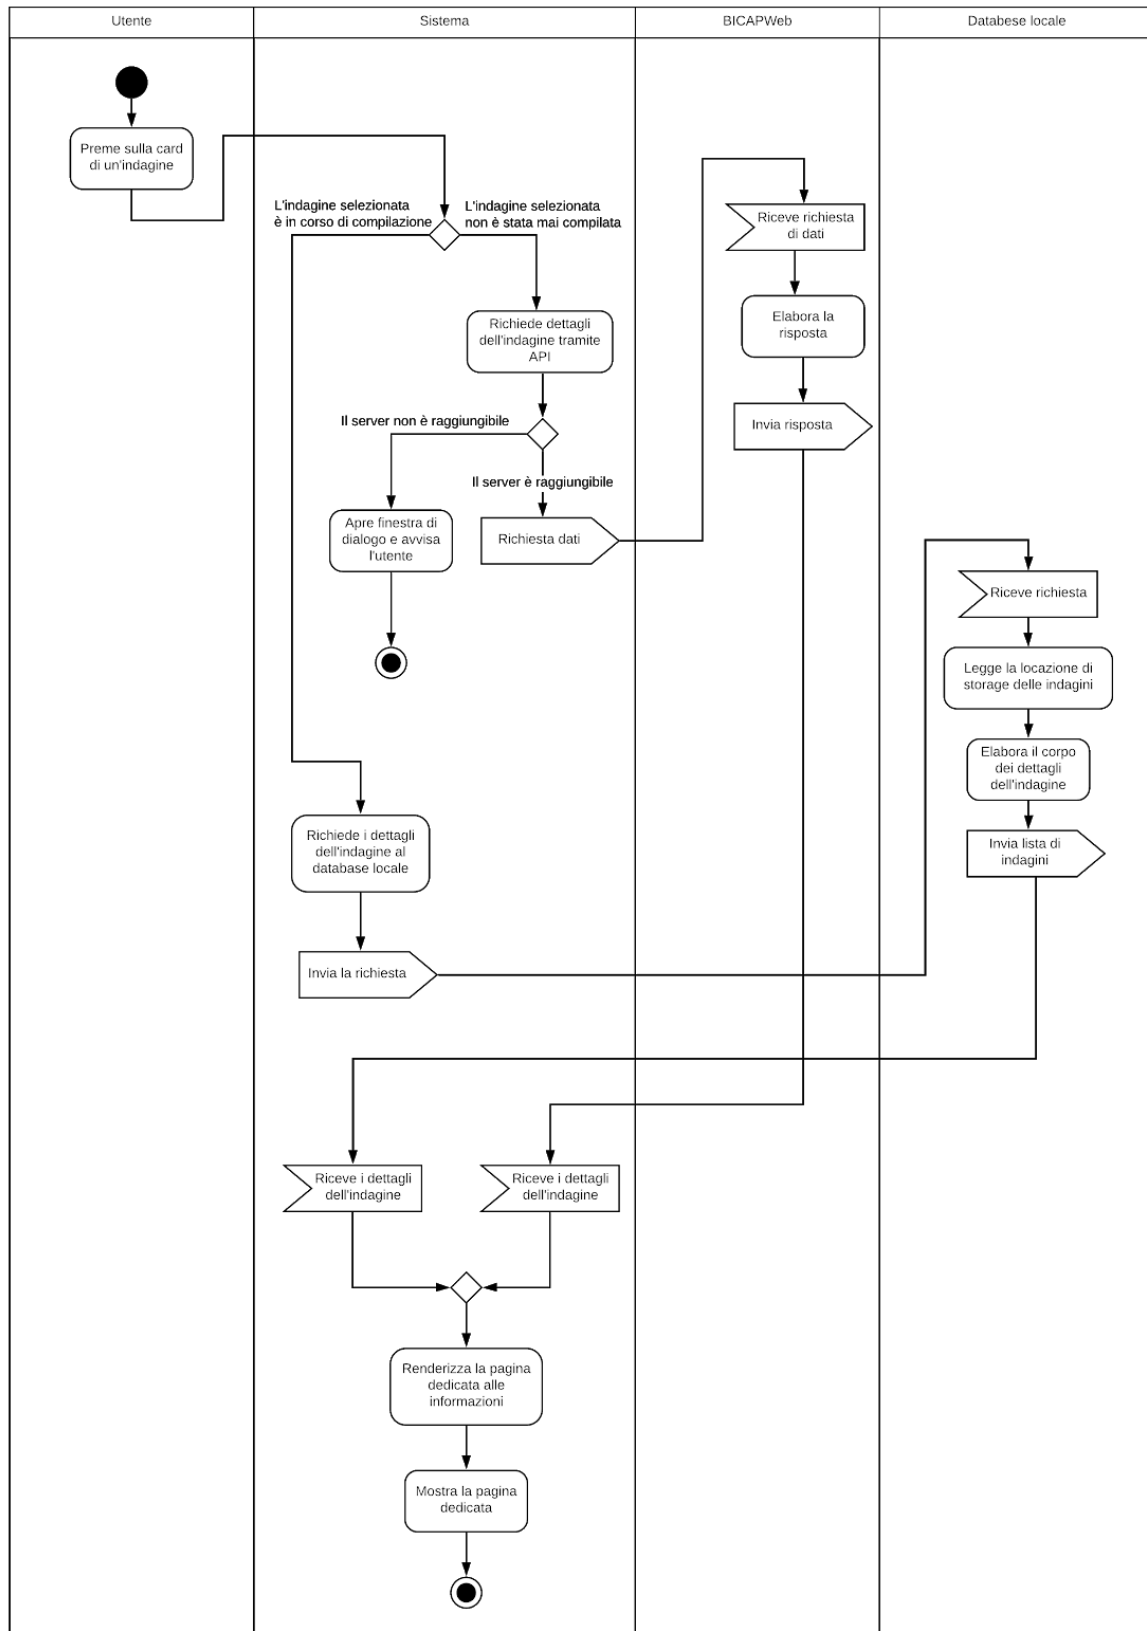 Utente
Sistema
BICAPWeb
Databese locale
Preme sulla card
di un'indagine
L'indagine selezionata
è in corso di compilazione
L'indagine selezionata
non è stata mai compilata
Riceve richiesta
di dati
Richiede dettagli
dell'indagine tramite
API
Elabora la
risposta
Il server non è raggiungibile
Invia risposta
Il server è raggiungibile
Apre finestra di
dialogo e avvisa
l'utente
Richiesta dati
Riceve richiesta
Legge la locazione di
storage delle indagini
Elabora il corpo
dei dettagli
dell'indagine
Richiede i dettagli
dell'indagine al
database locale
Invia lista di
indagini
Invia la richiesta
Riceve i dettagli
dell'indagine
Riceve i dettagli
dell'indagine
Renderizza la pagina
dedicata alle
informazioni
Mostra la pagina
dedicata